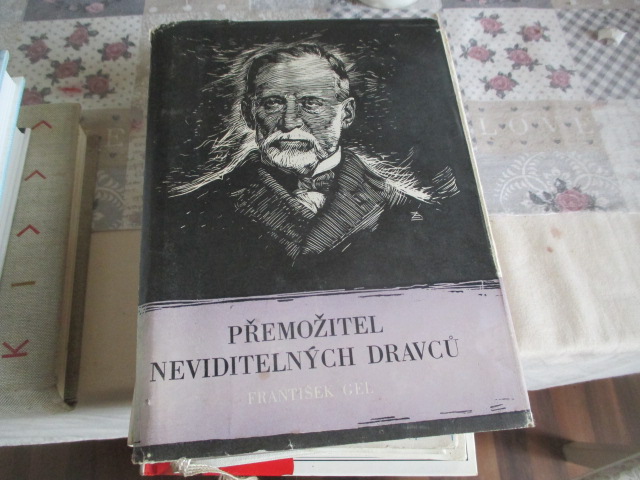 PŘEMOŽITEL
NEVIDITELNÝCH DRAVCŮ
FRANTIŠEK GEL